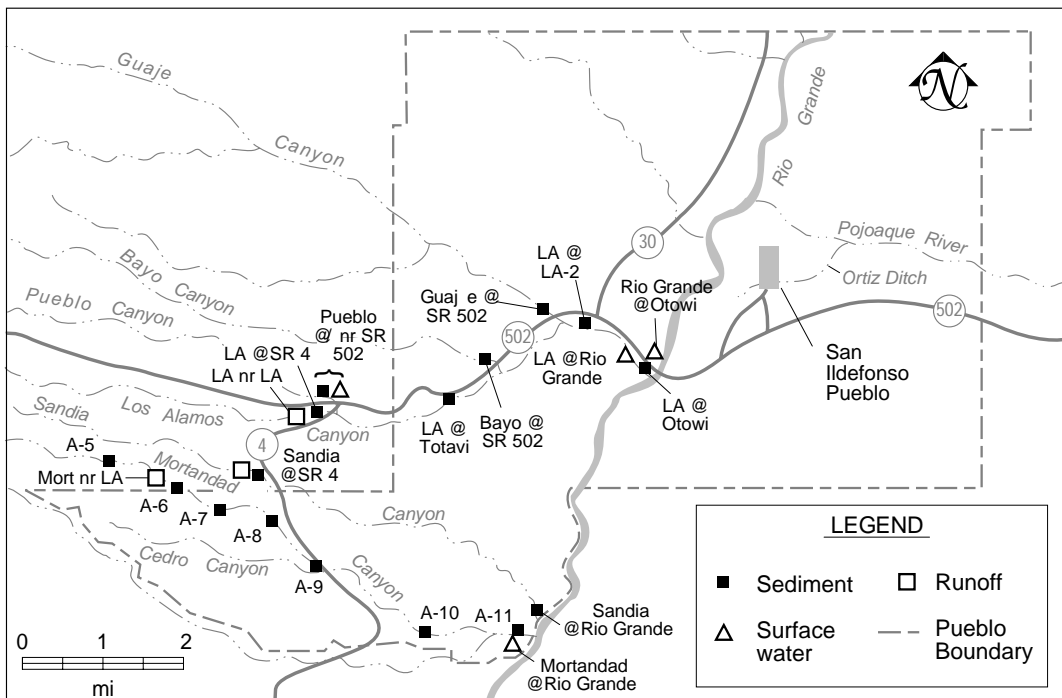 Guaje
Canyon
Rio
Grande
N
Bayo Canyon
Pueblo Canyon
30
LA @
LA-2
Guaj e @
SR 502
Rio Grande
@Otowi
Pojoaque River
Ortiz Ditch
502
502
Pueblo
@/ nr SR
502
LA @SR 4
LA nr LA
LA @Rio
Grande
San
Ildefonso
Pueblo
Sandia
Los Alamos
Canyon
LA @
Totavi
Bayo @
SR 502
LA @
Otowi
4
A-5
Mort nr LA
Mortandad
Sandia
@SR 4
A-6
A-7
A-8
Canyon
Cedro Canyon
A-9
Canyon
A-10
A-11
Sandia
@Rio Grande
Mortandad
@Rio Grande
0 1 2
mi
LEGEND
Sediment
Runoff
Surface
water
Pueblo
Boundary